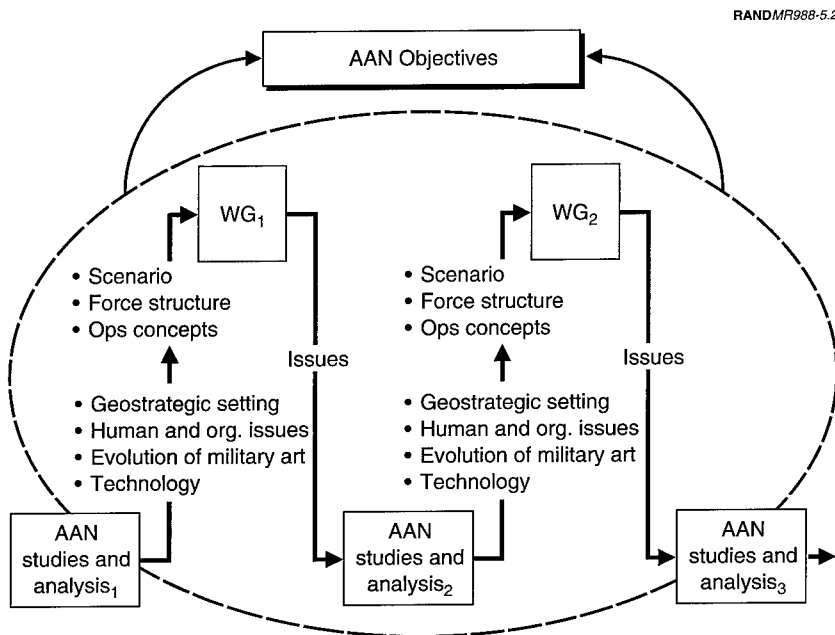 RANDMR988-5.2
AAN Objectives
WG₁
• Scenario
• Force structure
• Ops concepts
• Geostrategic setting
• Human and org. issues
• Evolution of military art
• Technology
AAN
studies and
analysis₁
Issues
AAN
studies and
analysis₂
WG₂
• Scenario
• Force structure
• Ops concepts
• Geostrategic setting
• Human and org. issues
• Evolution of military art
• Technology
Issues
AAN
studies and
analysis₃